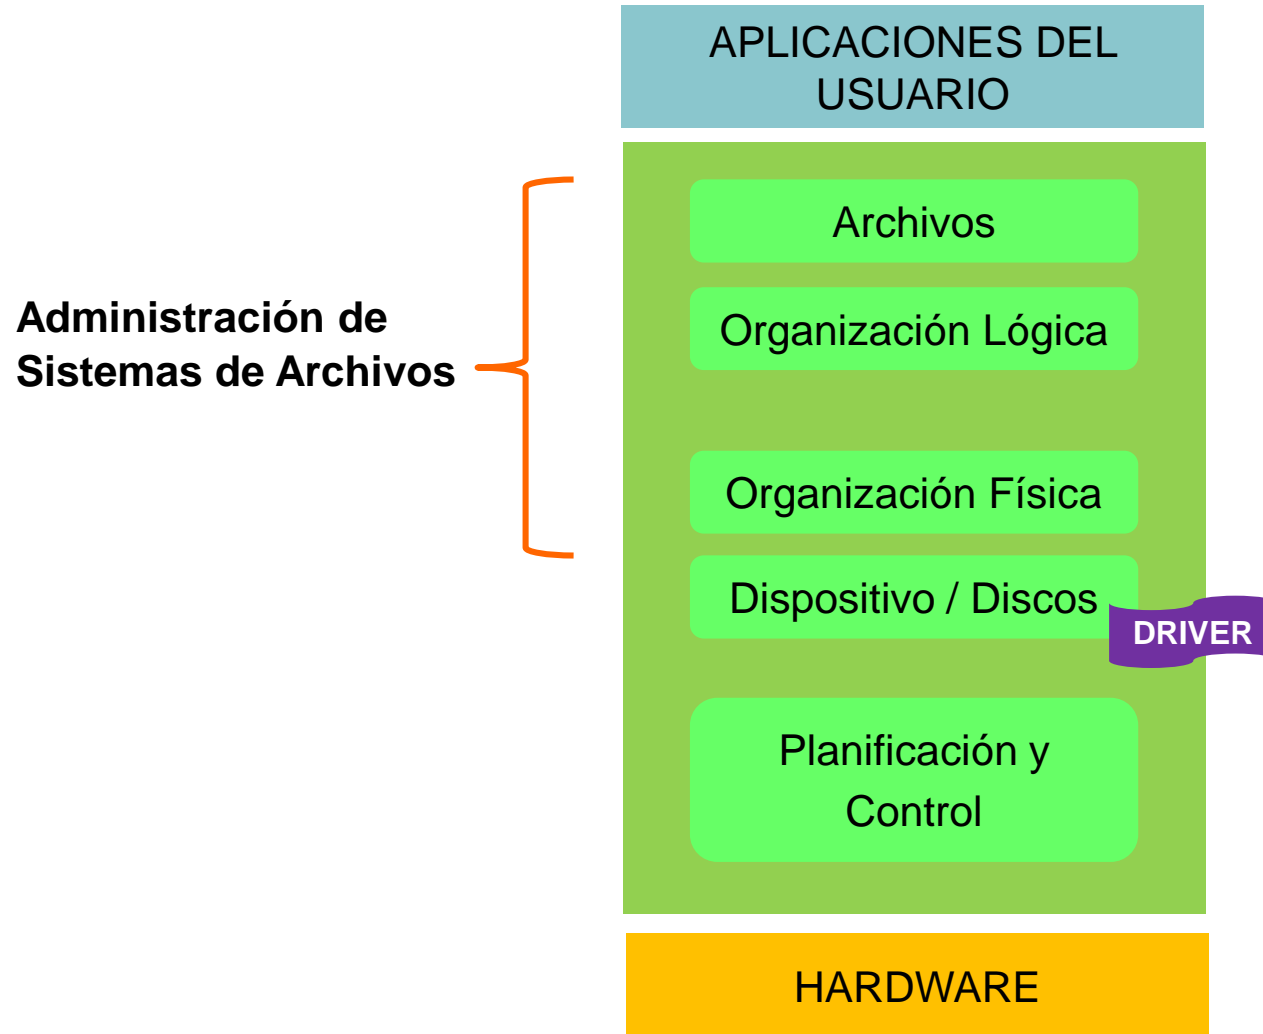 APLICACIONES DEL
USUARIO
Archivos
Organización Lógica
Administración de
Sistemas de Archivos
Organización Física
Dispositivo / Discos
DRIVER
Planificación y
Control
HARDWARE